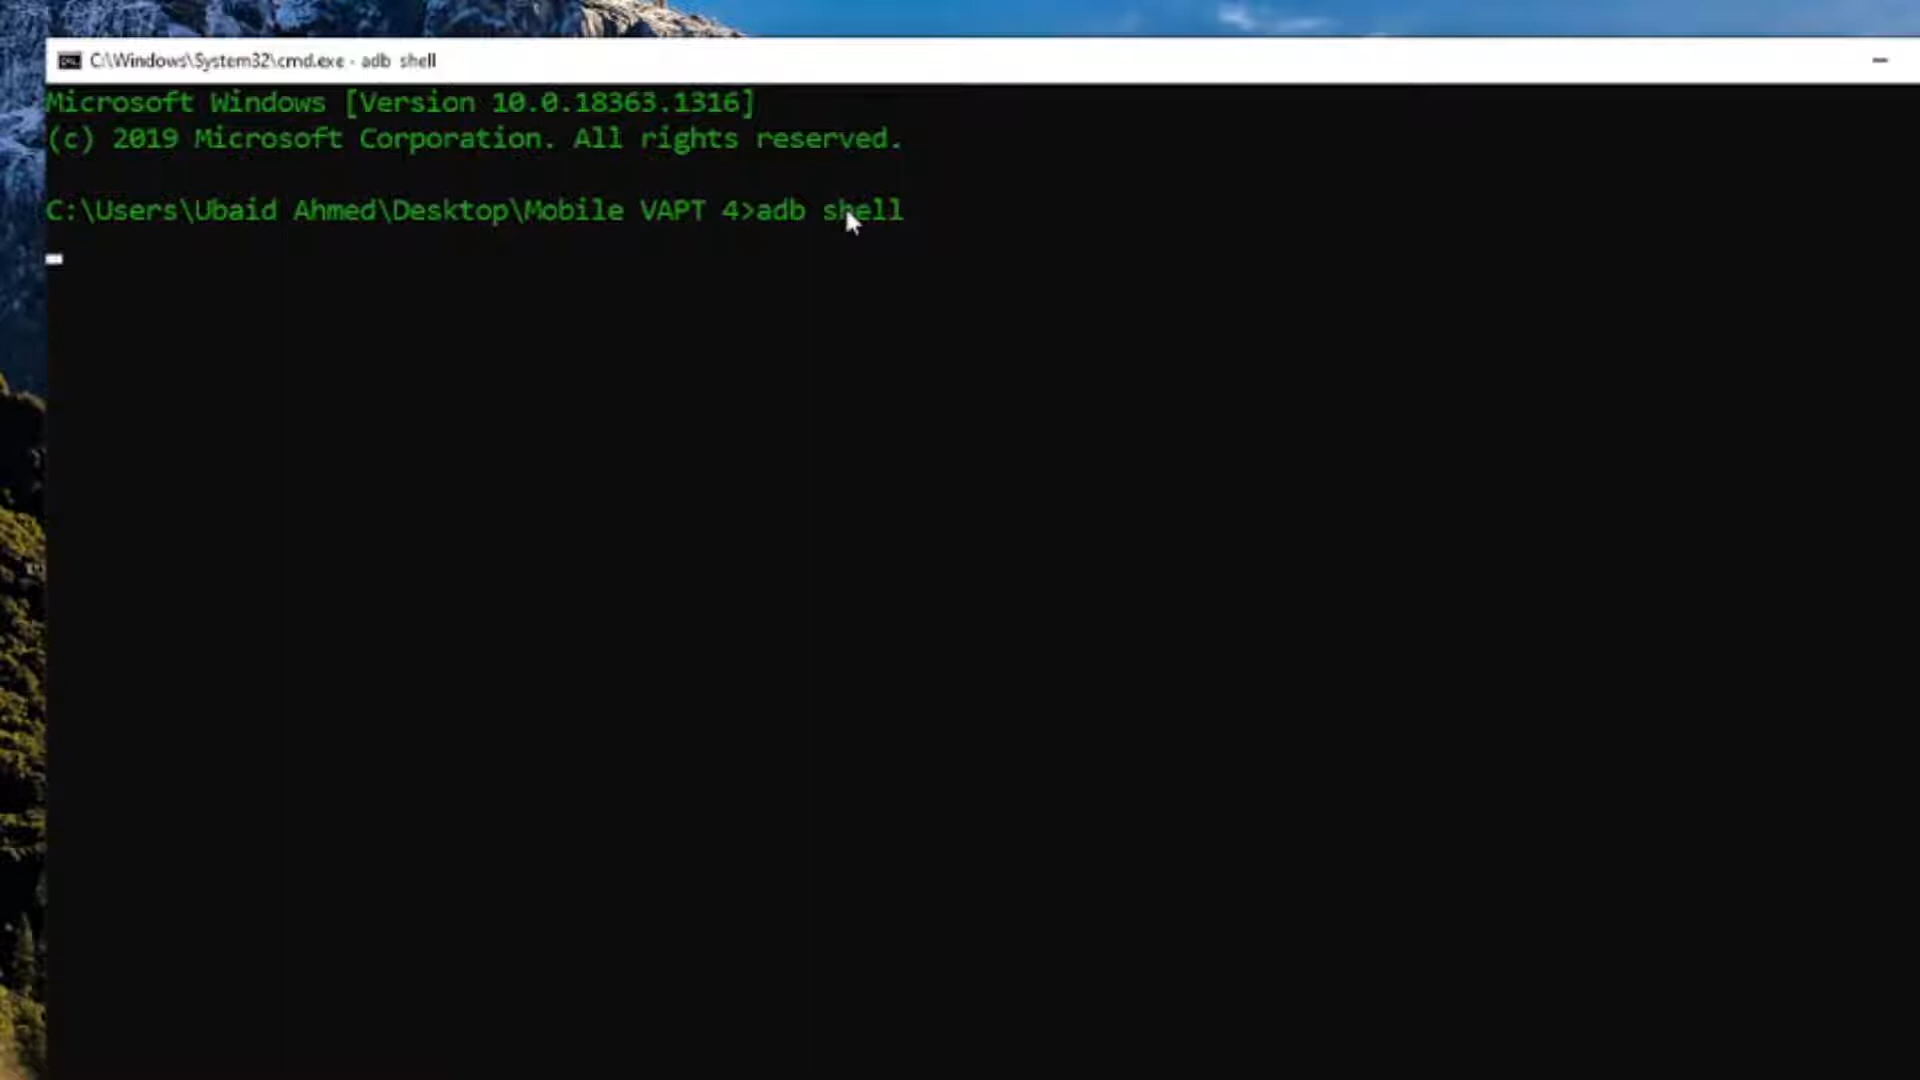 C:\Windows\System32\cmd.exe - adb shell
Microsoft Windows [Version 10.0.18363.1316]
(c) 2019 Microsoft Corporation. All rights reserved.
C:\Users\Ubaid Ahmed\Desktop\Mobile VAPT 4>adb shell